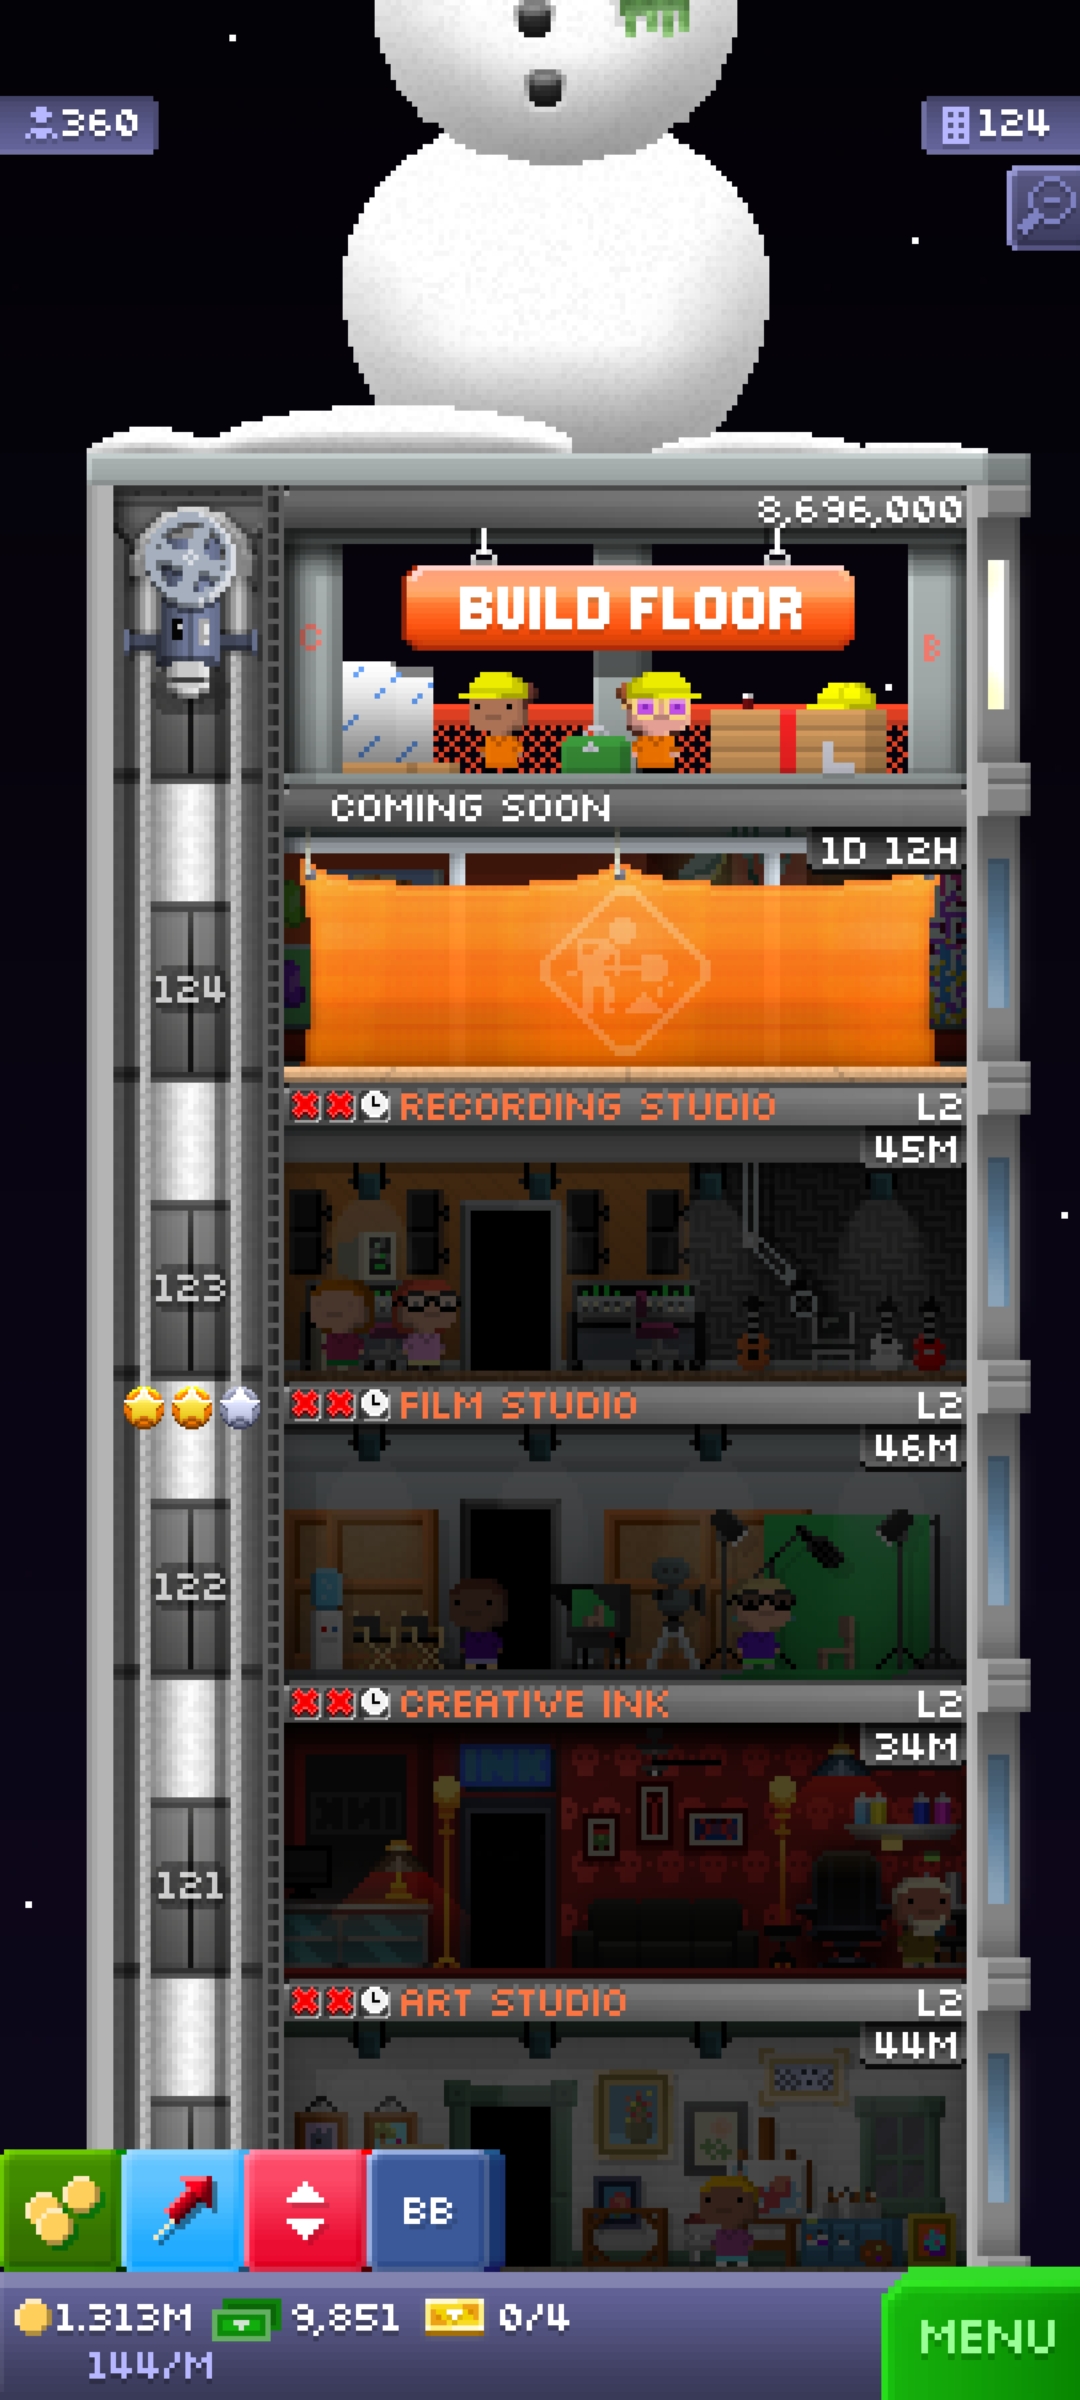 360
124
8,696,000
BUILD FLOOR
C
B
COMING SOON
1D 12H
124
RECORDING STUDIO L2
45M
123
FILM STUDIO L2
46M
122
CREATIVE INK L2
34M
INK
121
ART STUDIO L2
44M
BB
1.313M 9,851 0/4
144/M
MENU